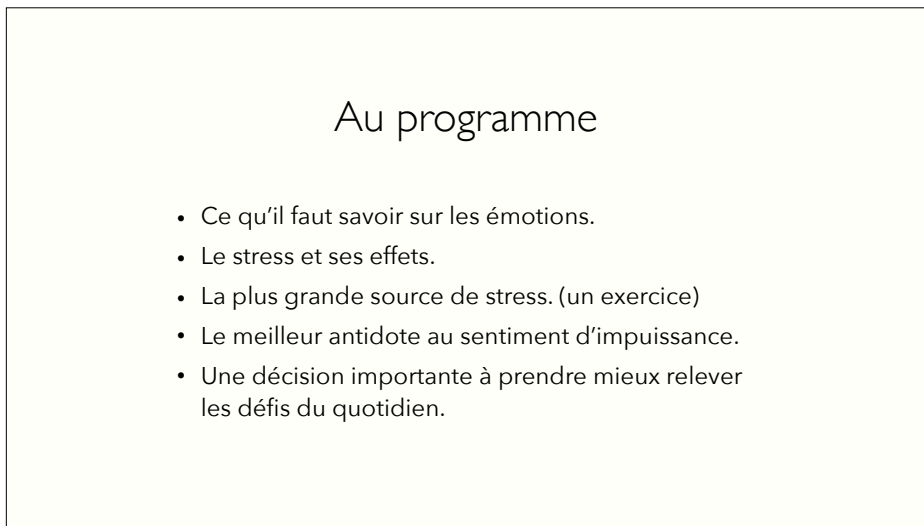 Au programme
• Ce qu’il faut savoir sur les émotions.
• Le stress et ses effets.
• La plus grande source de stress. (un exercice)
• Le meilleur antidote au sentiment d’impuissance.
• Une décision importante à prendre mieux relever
les défis du quotidien.